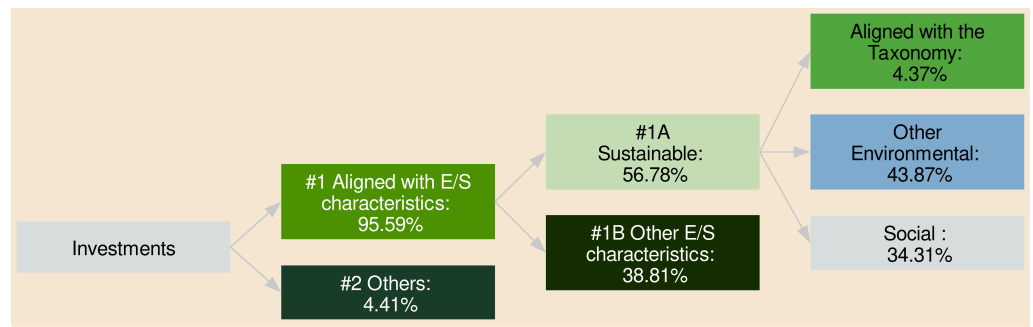 Investments
#1 Aligned with E/S
characteristics:
95.59%
#2 Others:
4.41%
#1A
Sustainable:
56.78%
#1B Other E/S
characteristics:
38.81%
Aligned with the
Taxonomy:
4.37%
Other
Environmental:
43.87%
Social :
34.31%